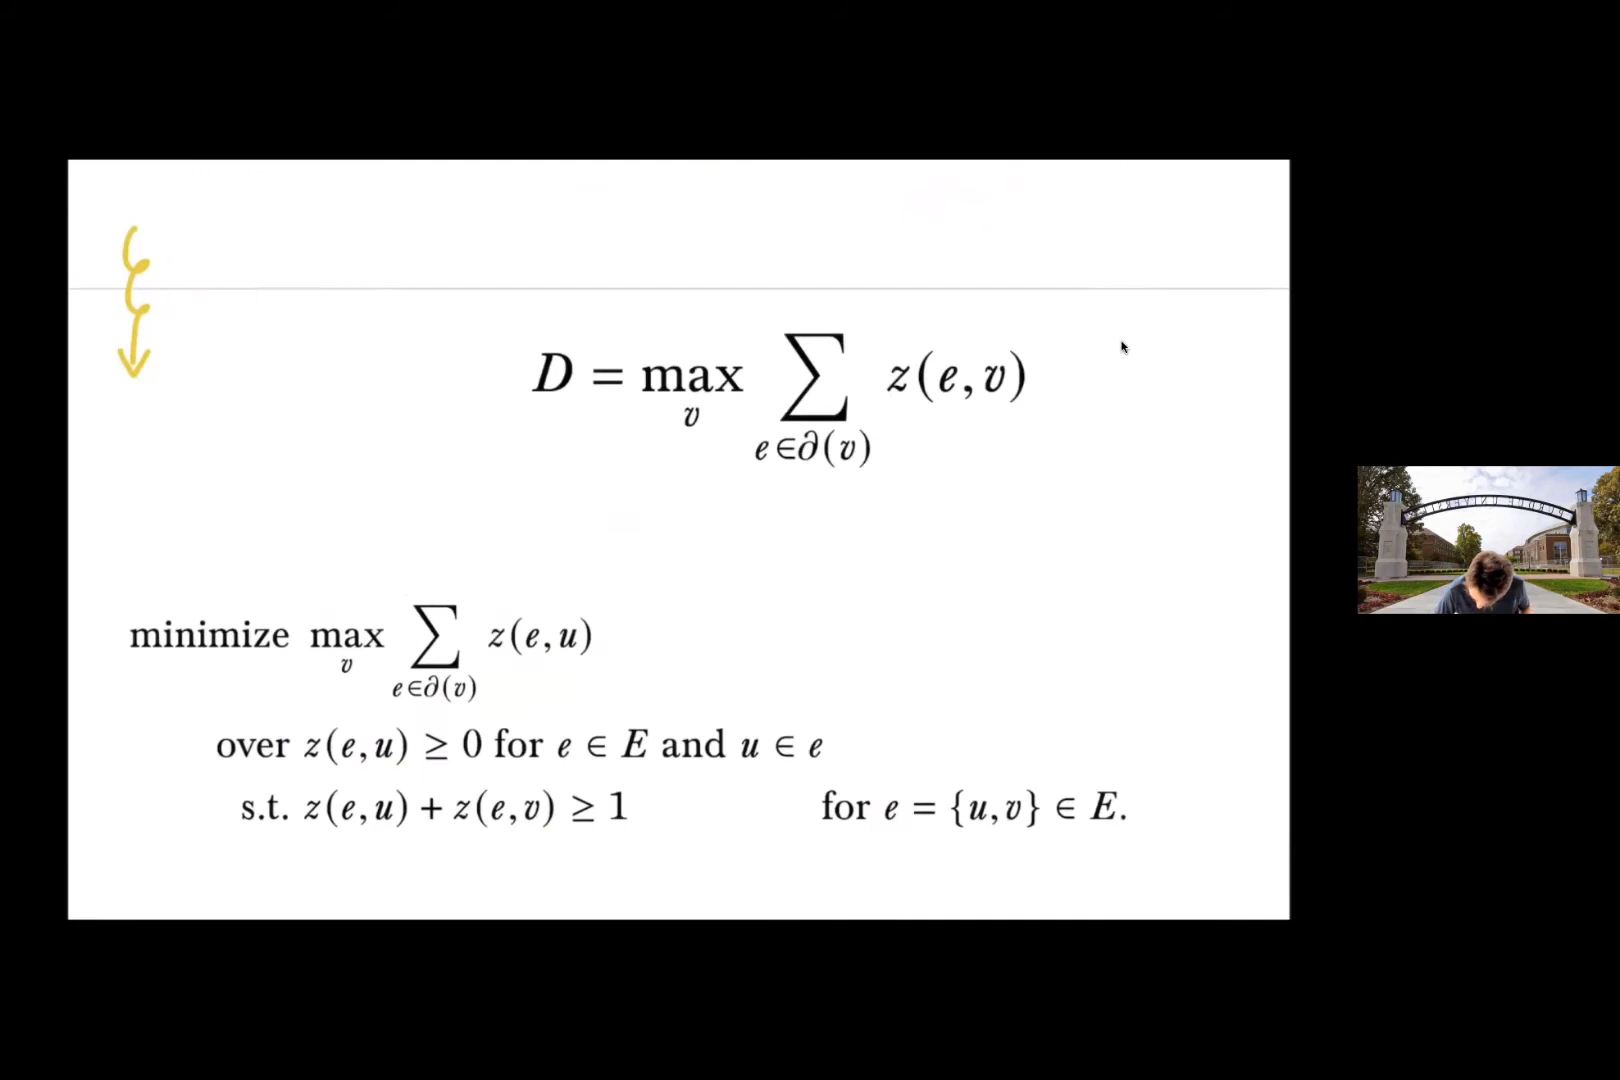 D = max_v ∑_{e∈∂(v)} z(e, v)
minimize max_v ∑_{e∈∂(v)} z(e, u)
over z(e, u) ≥ 0 for e ∈ E and u ∈ e
s.t. z(e, u) + z(e, v) ≥ 1 for e = {u, v} ∈ E.